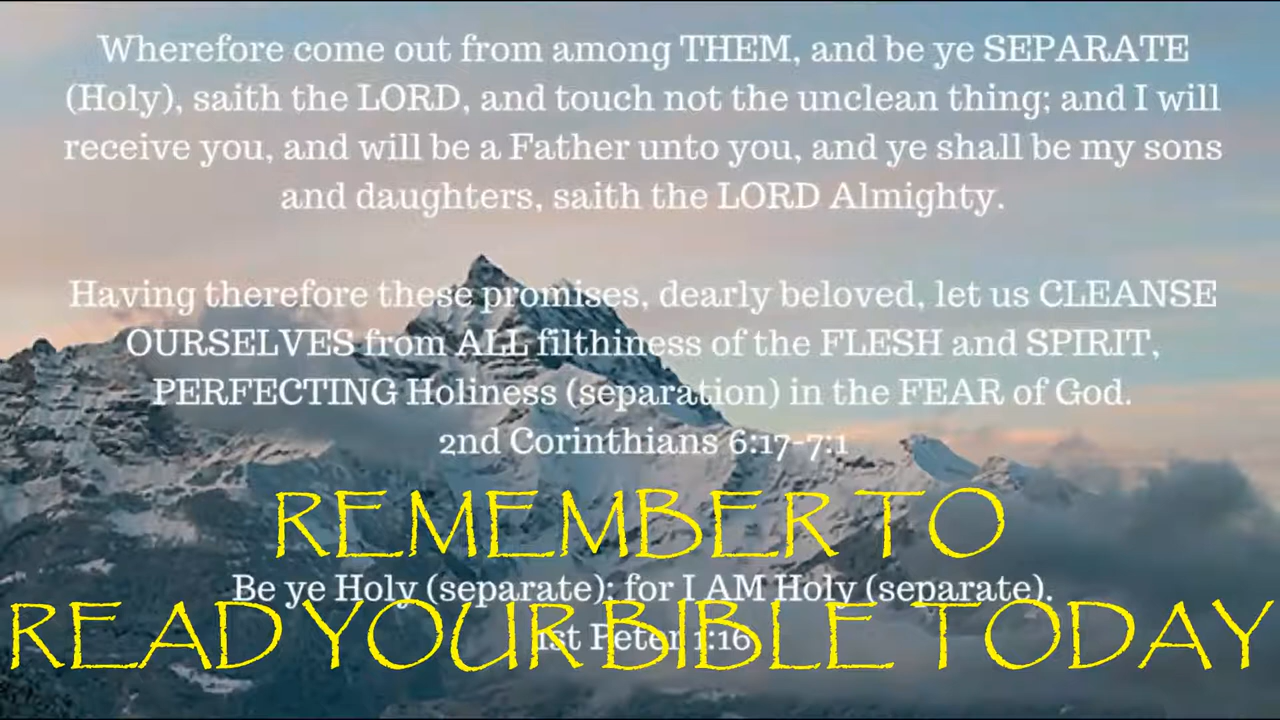 Wherefore come out from among THEM, and be ye SEPARATE
(Holy), saith the LORD, and touch not the unclean thing; and I will
receive you, and will be a Father unto you, and ye shall be my sons
and daughters, saith the LORD Almighty.
Having therefore these promises, dearly beloved, let us CLEANSE
OURSELVES from ALL filthiness of the FLESH and SPIRIT,
PERFECTING Holiness (separation) in the FEAR of God.
2nd Corinthians 6:17-7:1
REMEMBER TO
Be ye Holy (separate); for I AM Holy (separate).
READ YOUR BIBLE TODAY
1st Peter 1:16